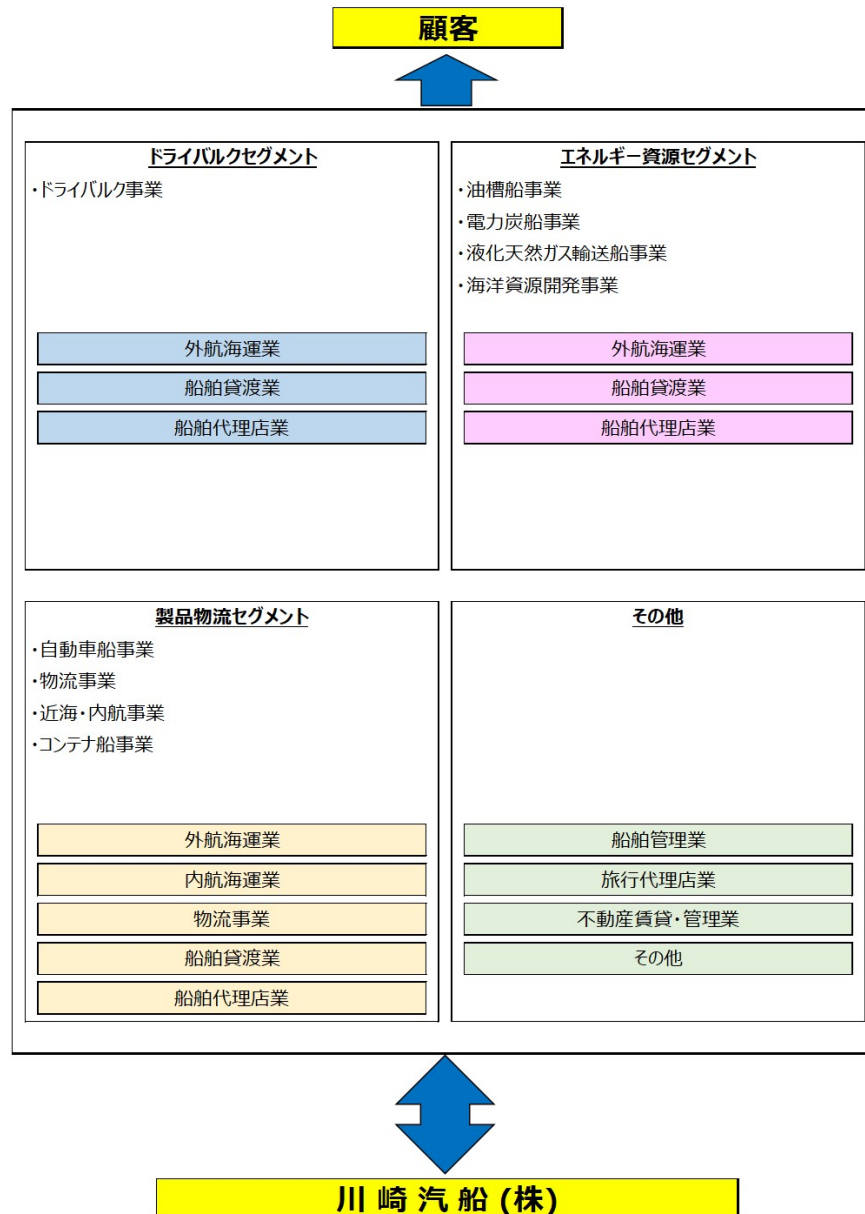 顧客
ドライバルクセグメント
・ドライバルク事業
外航海運業
船舶貸渡業
船舶代理店業
エネルギー資源セグメント
・油槽船事業
・電力炭船事業
・液化天然ガス輸送船事業
・海洋資源開発事業
外航海運業
船舶貸渡業
船舶代理店業
製品物流セグメント
・自動車船事業
・物流事業
・近海・内航事業
・コンテナ船事業
外航海運業
内航海運業
物流事業
船舶貸渡業
船舶代理店業
その他
船舶管理業
旅行代理店業
不動産賃貸・管理業
その他
川 崎 汽 船 (株)